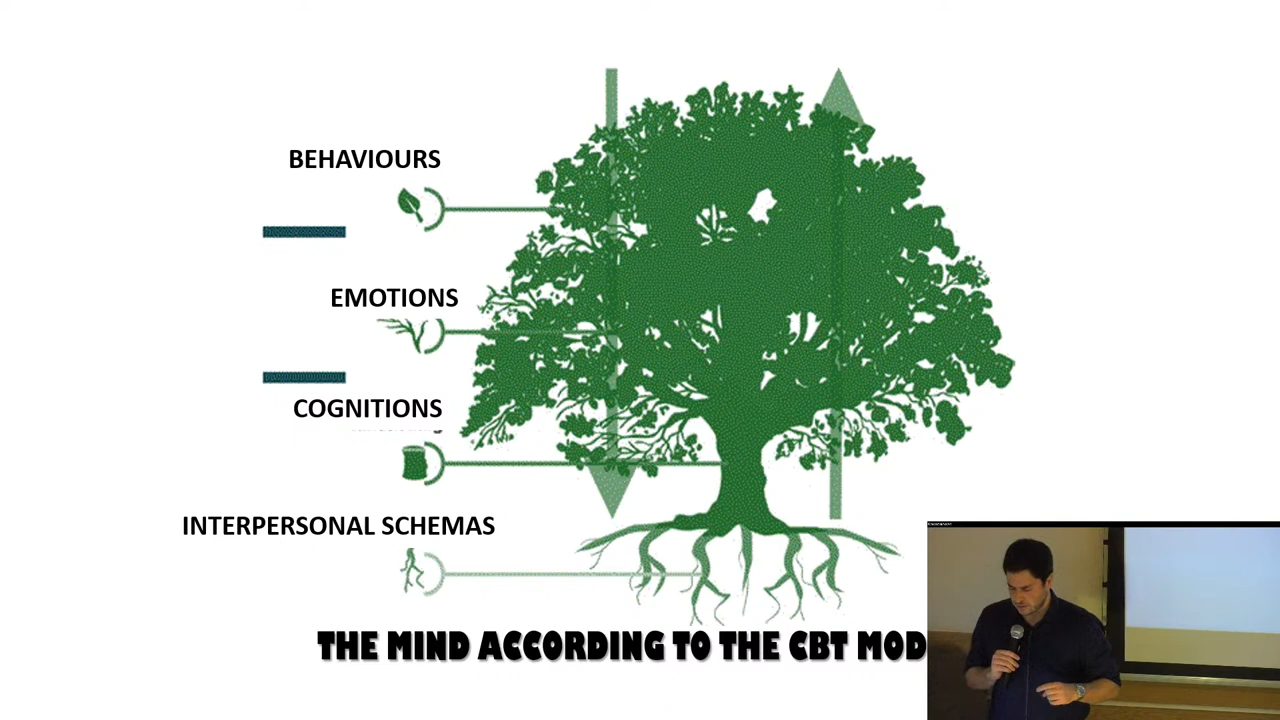 BEHAVIOURS
EMOTIONS
COGNITIONS
INTERPERSONAL SCHEMAS
THE MIND ACCORDING TO THE CBT MOD